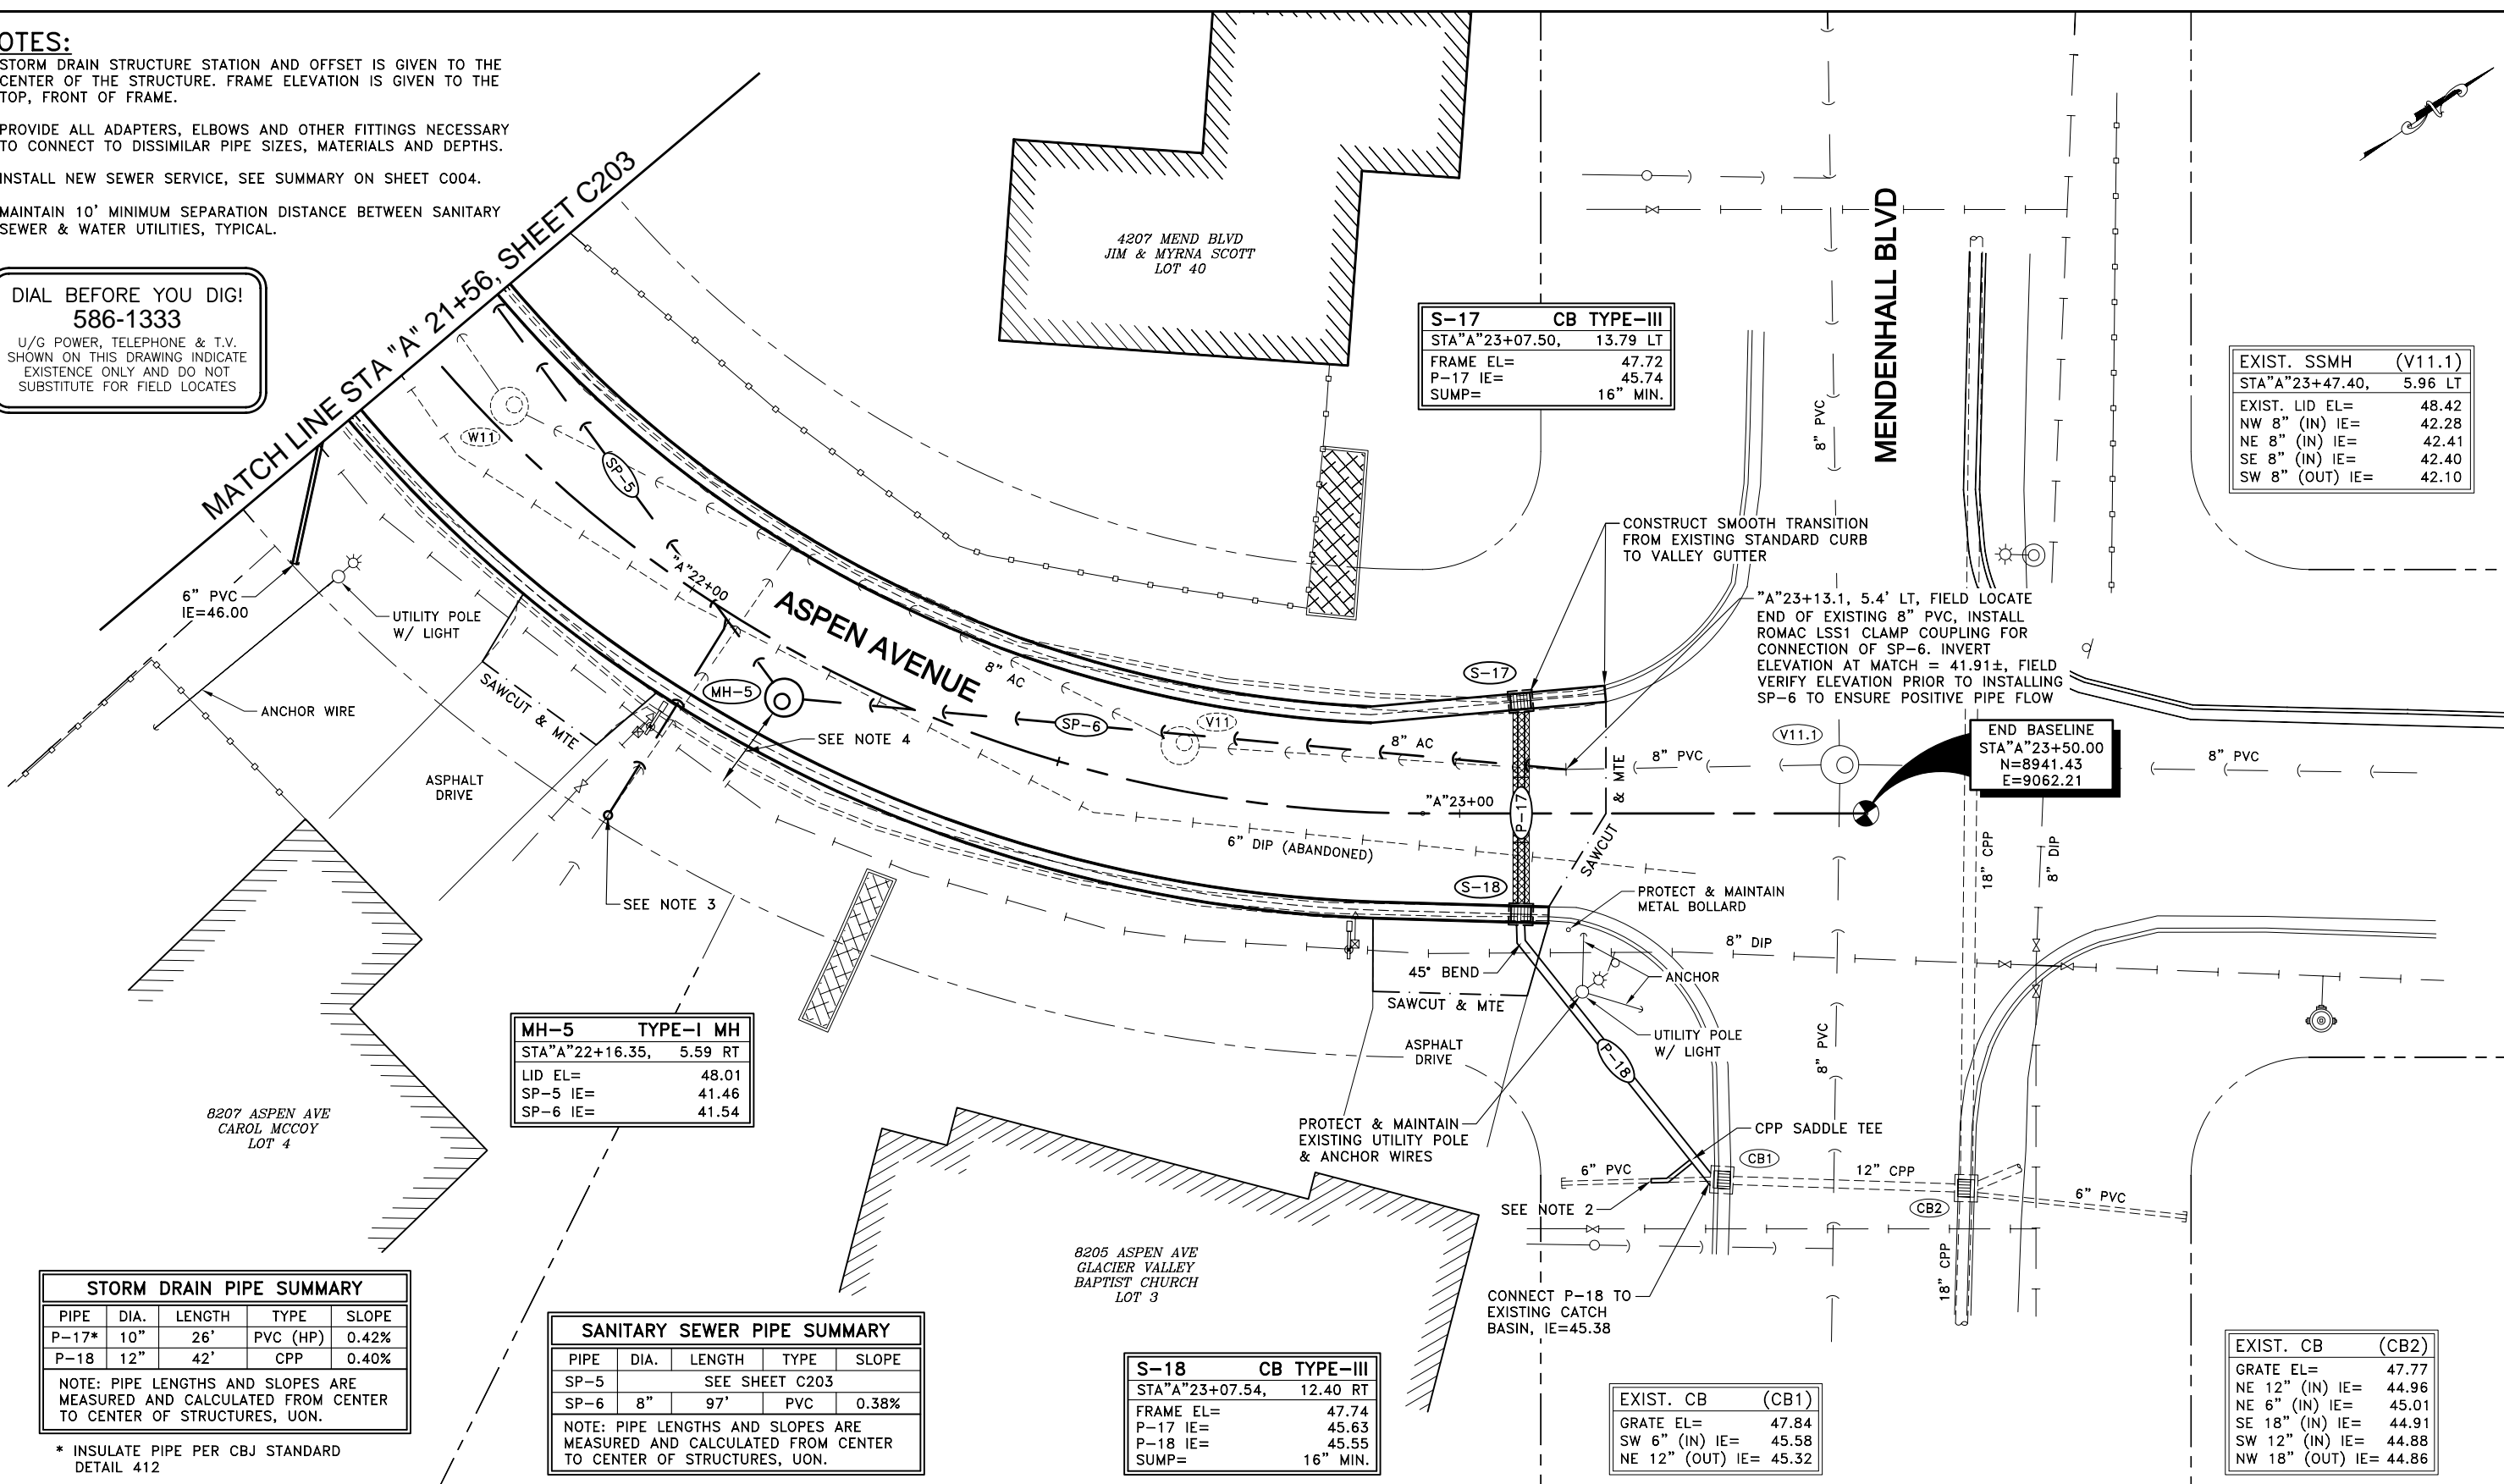 OTES:
STORM DRAIN STRUCTURE STATION AND OFFSET IS GIVEN TO THE
CENTER OF THE STRUCTURE. FRAME ELEVATION IS GIVEN TO THE
TOP, FRONT OF FRAME.
PROVIDE ALL ADAPTERS, ELBOWS AND OTHER FITTINGS NECESSARY
TO CONNECT TO DISSIMILAR PIPE SIZES, MATERIALS AND DEPTHS.
INSTALL NEW SEWER SERVICE, SEE SUMMARY ON SHEET C004.
MAINTAIN 10' MINIMUM SEPARATION DISTANCE BETWEEN SANITARY
SEWER & WATER UTILITIES, TYPICAL.
DIAL BEFORE YOU DIG!
586-1333
U/G POWER, TELEPHONE & T.V.
SHOWN ON THIS DRAWING INDICATE
EXISTENCE ONLY AND DO NOT
SUBSTITUTE FOR FIELD LOCATES
MATCH LINE STA "A" 21+56, SHEET C203
4207 MEND BLVD
JIM & MYRNA SCOTT
LOT 40
S-17 CB TYPE-III
STA"A"23+07.50, 13.79 LT
FRAME EL= 47.72
P-17 IE= 45.74
SUMP= 16" MIN.
8" PVC
MENDENHALL BLVD
EXIST. SSMH (V11.1)
STA"A"23+47.40, 5.96 LT
EXIST. LID EL= 48.42
NW 8" (IN) IE= 42.28
NE 8" (IN) IE= 42.41
SE 8" (IN) IE= 42.40
SW 8" (OUT) IE= 42.10
W11
SP-5
"A"22+00
ASPEN AVENUE
8" AC
6" PVC
IE=46.00
UTILITY POLE
W/ LIGHT
ANCHOR WIRE
SAWCUT & MTE
ASPHALT
DRIVE
MH-5
SP-6
V11
8" AC
SEE NOTE 4
SEE NOTE 3
CONSTRUCT SMOOTH TRANSITION
FROM EXISTING STANDARD CURB
TO VALLEY GUTTER
"A"23+13.1, 5.4' LT, FIELD LOCATE
END OF EXISTING 8" PVC, INSTALL
ROMAC LSS1 CLAMP COUPLING FOR
CONNECTION OF SP-6. INVERT
ELEVATION AT MATCH = 41.91±, FIELD
VERIFY ELEVATION PRIOR TO INSTALLING
SP-6 TO ENSURE POSITIVE PIPE FLOW
S-17
V11.1
8" PVC
END BASELINE
STA"A"23+50.00
N=8941.43
E=9062.21
8" PVC
"A"23+00
P-17
SAWCUT & MTE
6" DIP (ABANDONED)
18" CPP
8" DIP
S-18
PROTECT & MAINTAIN
METAL BOLLARD
8" DIP
45° BEND
ANCHOR
SAWCUT & MTE
UTILITY POLE
W/ LIGHT
8" PVC
ASPHALT
DRIVE
P-18
PROTECT & MAINTAIN
EXISTING UTILITY POLE
& ANCHOR WIRES
CPP SADDLE TEE
CB1
6" PVC
12" CPP
6" PVC
SEE NOTE 2
CB2
18" CPP
CONNECT P-18 TO
EXISTING CATCH
BASIN, IE=45.38
MH-5 TYPE-I MH
STA"A"22+16.35, 5.59 RT
LID EL= 48.01
SP-5 IE= 41.46
SP-6 IE= 41.54
8207 ASPEN AVE
CAROL MCCOY
LOT 4
8205 ASPEN AVE
GLACIER VALLEY
BAPTIST CHURCH
LOT 3
STORM DRAIN PIPE SUMMARY
PIPE DIA. LENGTH TYPE SLOPE
P-17* 10" 26' PVC (HP) 0.42%
P-18 12" 42' CPP 0.40%
NOTE: PIPE LENGTHS AND SLOPES ARE
MEASURED AND CALCULATED FROM CENTER
TO CENTER OF STRUCTURES, UON.
* INSULATE PIPE PER CBJ STANDARD
DETAIL 412
SANITARY SEWER PIPE SUMMARY
PIPE DIA. LENGTH TYPE SLOPE
SP-5 SEE SHEET C203
SP-6 8" 97' PVC 0.38%
NOTE: PIPE LENGTHS AND SLOPES ARE
MEASURED AND CALCULATED FROM CENTER
TO CENTER OF STRUCTURES, UON.
S-18 CB TYPE-III
STA"A"23+07.54, 12.40 RT
FRAME EL= 47.74
P-17 IE= 45.63
P-18 IE= 45.55
SUMP= 16" MIN.
EXIST. CB (CB1)
GRATE EL= 47.84
SW 6" (IN) IE= 45.58
NE 12" (OUT) IE= 45.32
EXIST. CB (CB2)
GRATE EL= 47.77
NE 12" (IN) IE= 44.96
NE 6" (IN) IE= 45.01
SE 18" (IN) IE= 44.91
SW 12" (IN) IE= 44.88
NW 18" (OUT) IE= 44.86